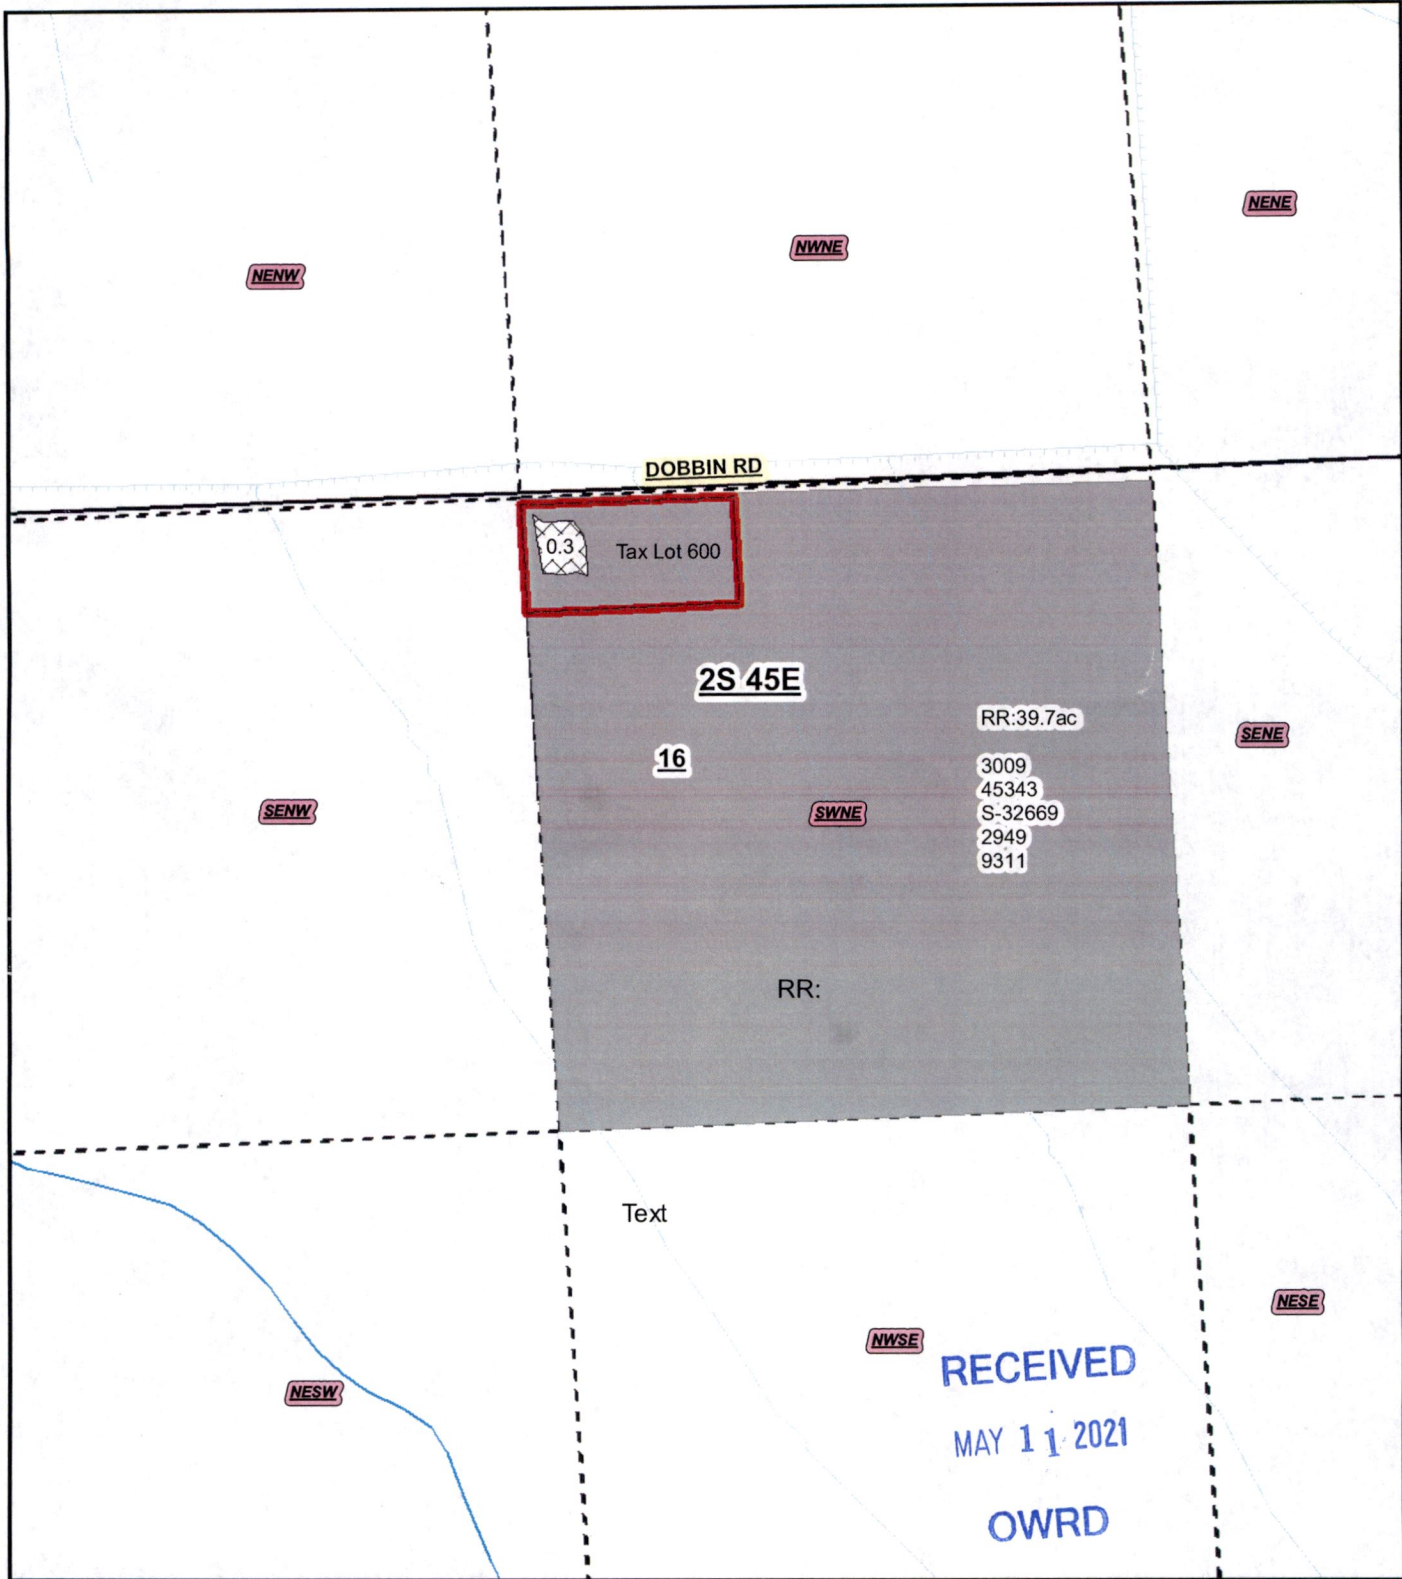 NENE
NWNE
NENW
DOBBIN RD
0.3
Tax Lot 600
2S 45E
RR:39.7ac
16
3009
45343
S-32669
2949
9311
SENE
SENW
SWNE
RR:
Text
NESE
NWSE
RECEIVED
NESW
MAY 11 2021
OWRD